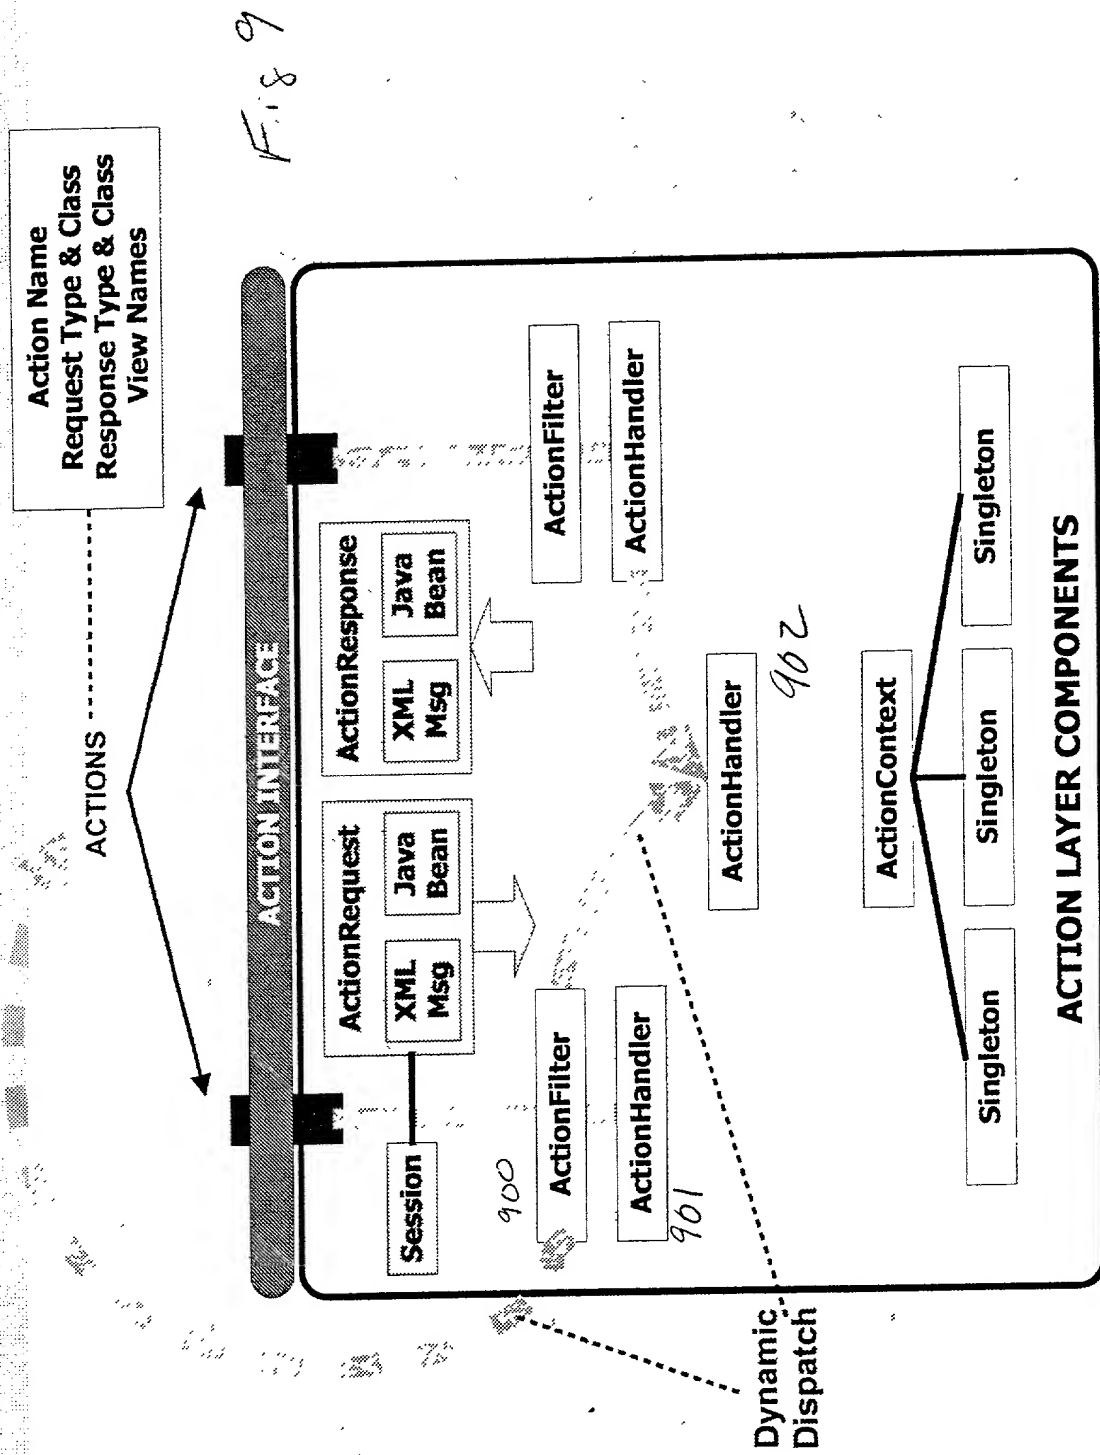 Fig 9
ACTIONS
Action Name
Request Type & Class
Response Type & Class
View Names
ACTION INTERFACE
Session
ActionRequest
XML
Msg
Java
Bean
ActionResponse
XML
Msg
Java
Bean
900
ActionFilter
ActionHandler
901
ActionFilter
ActionHandler
ActionHandler
902
Dynamic
Dispatch
ActionContext
Singleton
Singleton
Singleton
ACTION LAYER COMPONENTS